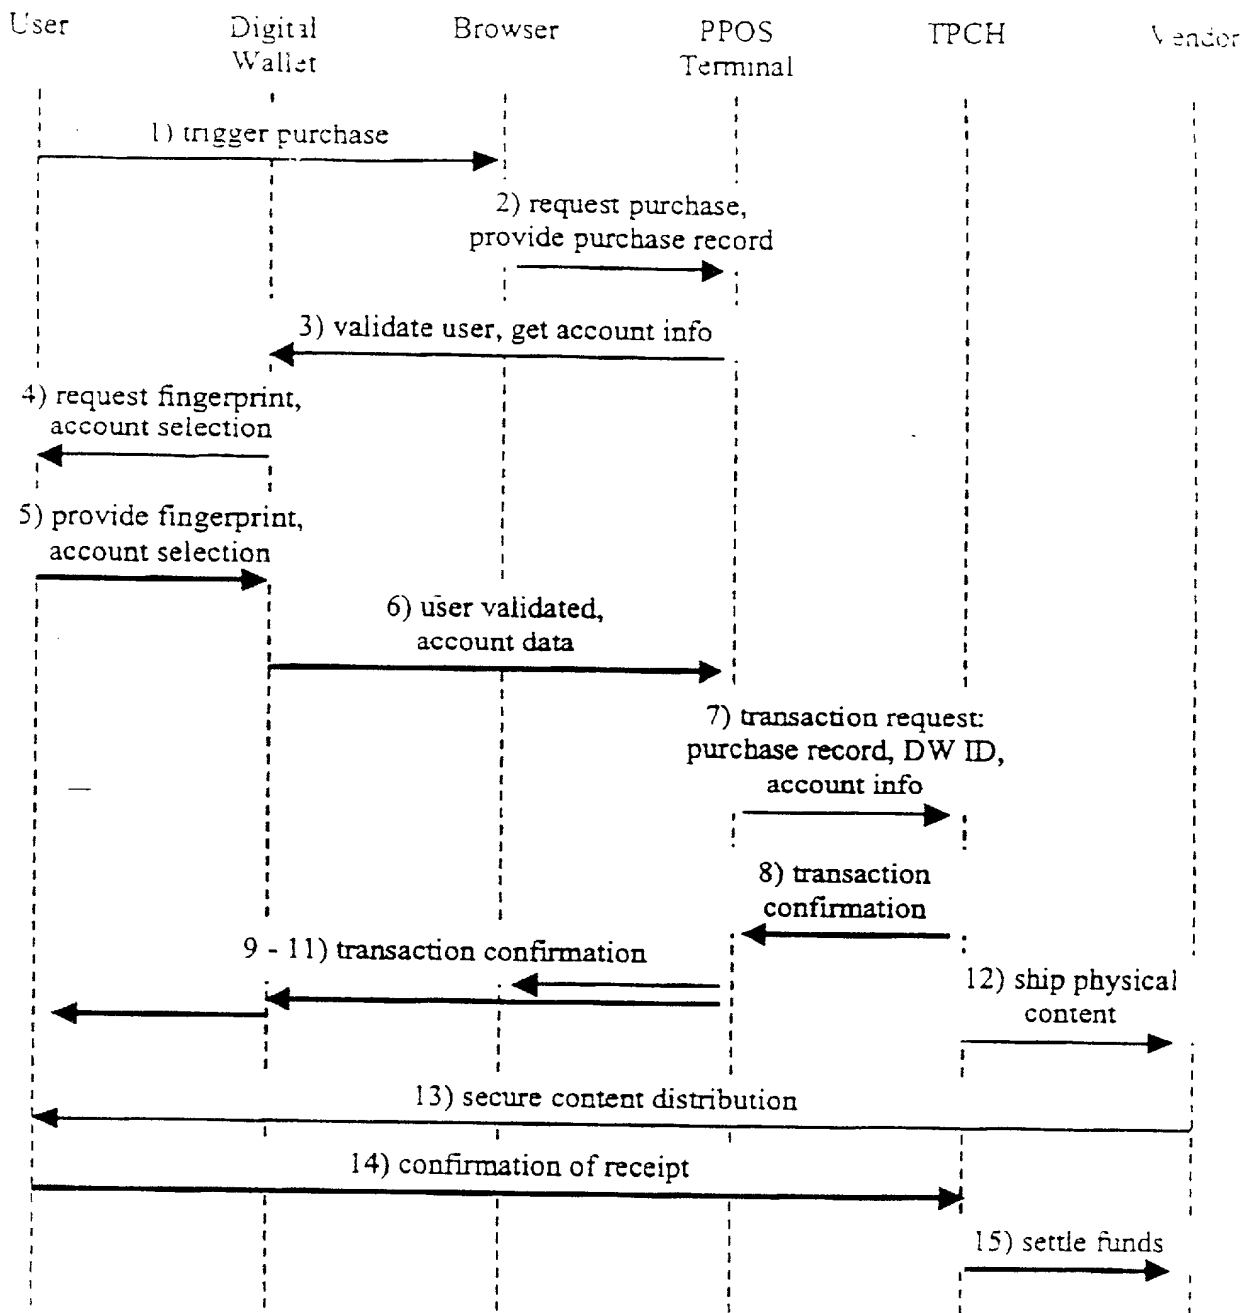 User
Digital
Wallet
Browser
PPOS
Terminal
TPCH
Vendor
1) trigger purchase
2) request purchase,
provide purchase record
3) validate user, get account info
4) request fingerprint,
account selection
5) provide fingerprint,
account selection
6) user validated,
account data
7) transaction request:
purchase record, DW ID,
account info
8) transaction
confirmation
9 - 11) transaction confirmation
12) ship physical
content
13) secure content distribution
14) confirmation of receipt
15) settle funds